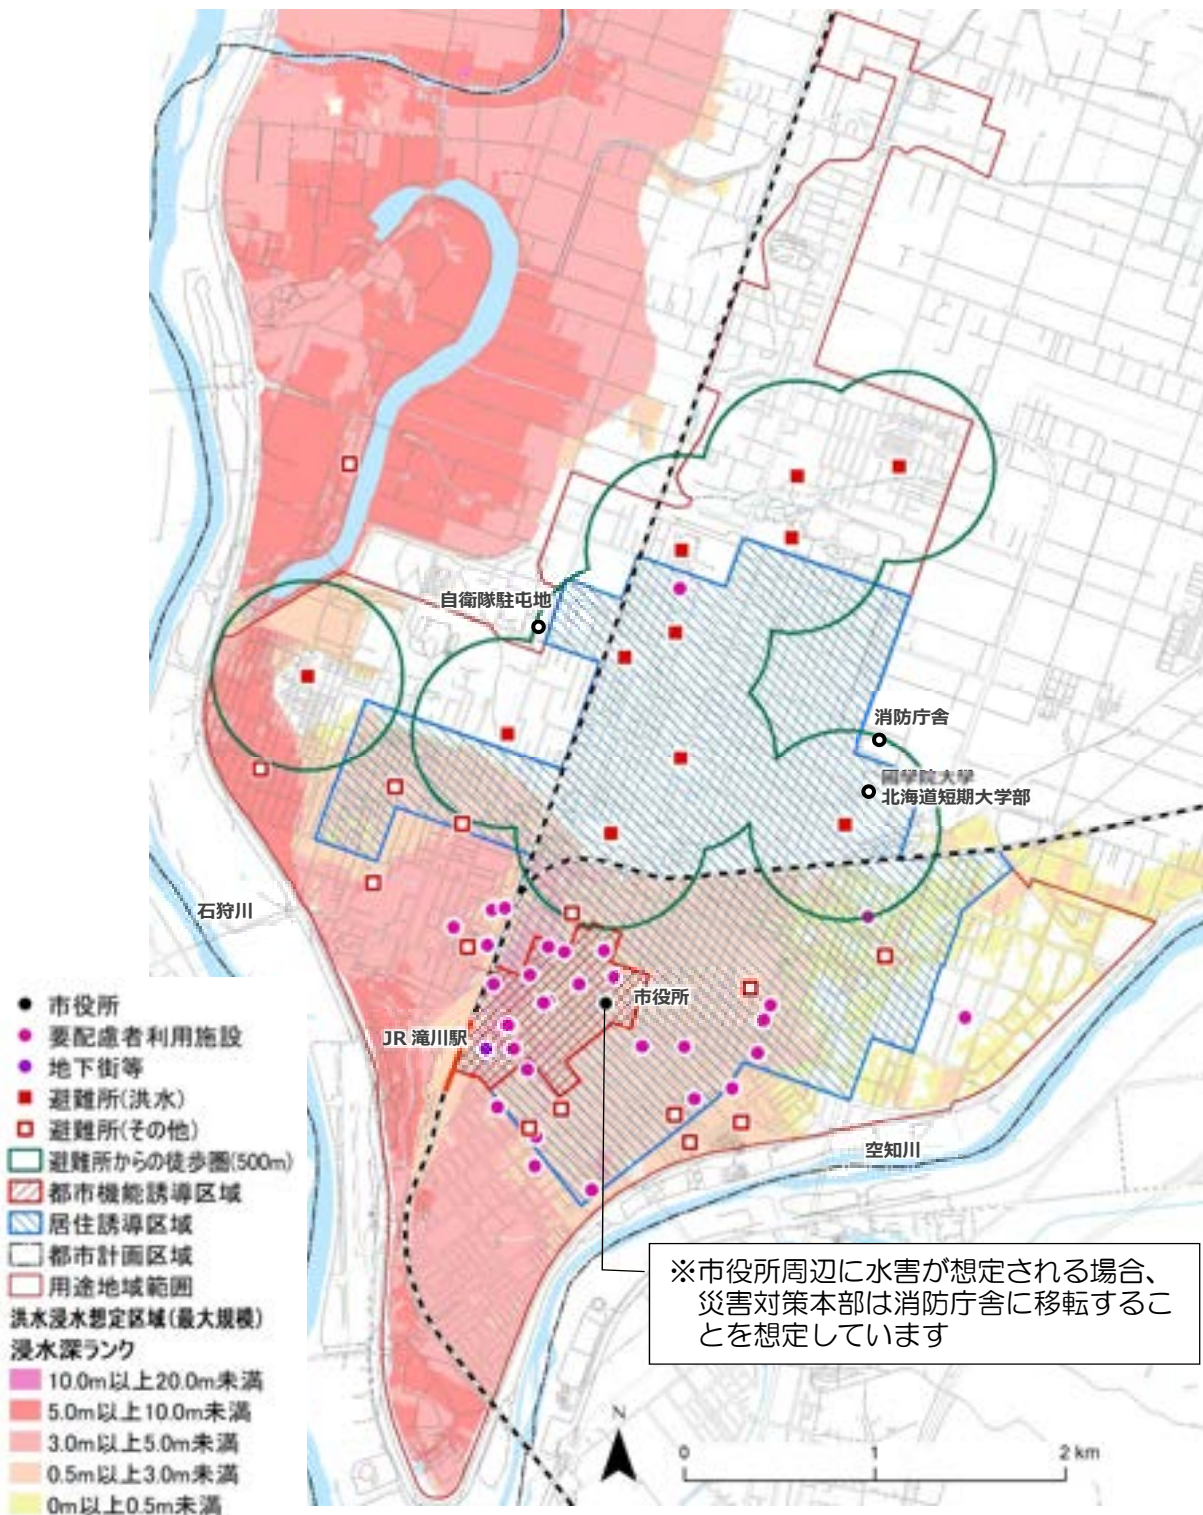 自衛隊駐屯地
消防庁舎
國學院大學
北海道短期大学部
石狩川
市役所
JR 滝川駅
空知川
市役所
要配慮者利用施設
地下街等
避難所(洪水)
避難所(その他)
避難所からの徒歩圏(500m)
都市機能誘導区域
居住誘導区域
都市計画区域
用途地域範囲
洪水浸水想定区域(最大規模)
浸水深ランク
10.0m以上20.0m未満
5.0m以上10.0m未満
3.0m以上5.0m未満
0.5m以上3.0m未満
0m以上0.5m未満
※市役所周辺に水害が想定される場合、
災害対策本部は消防庁舎に移転するこ
とを想定しています
N
0 1 2 km